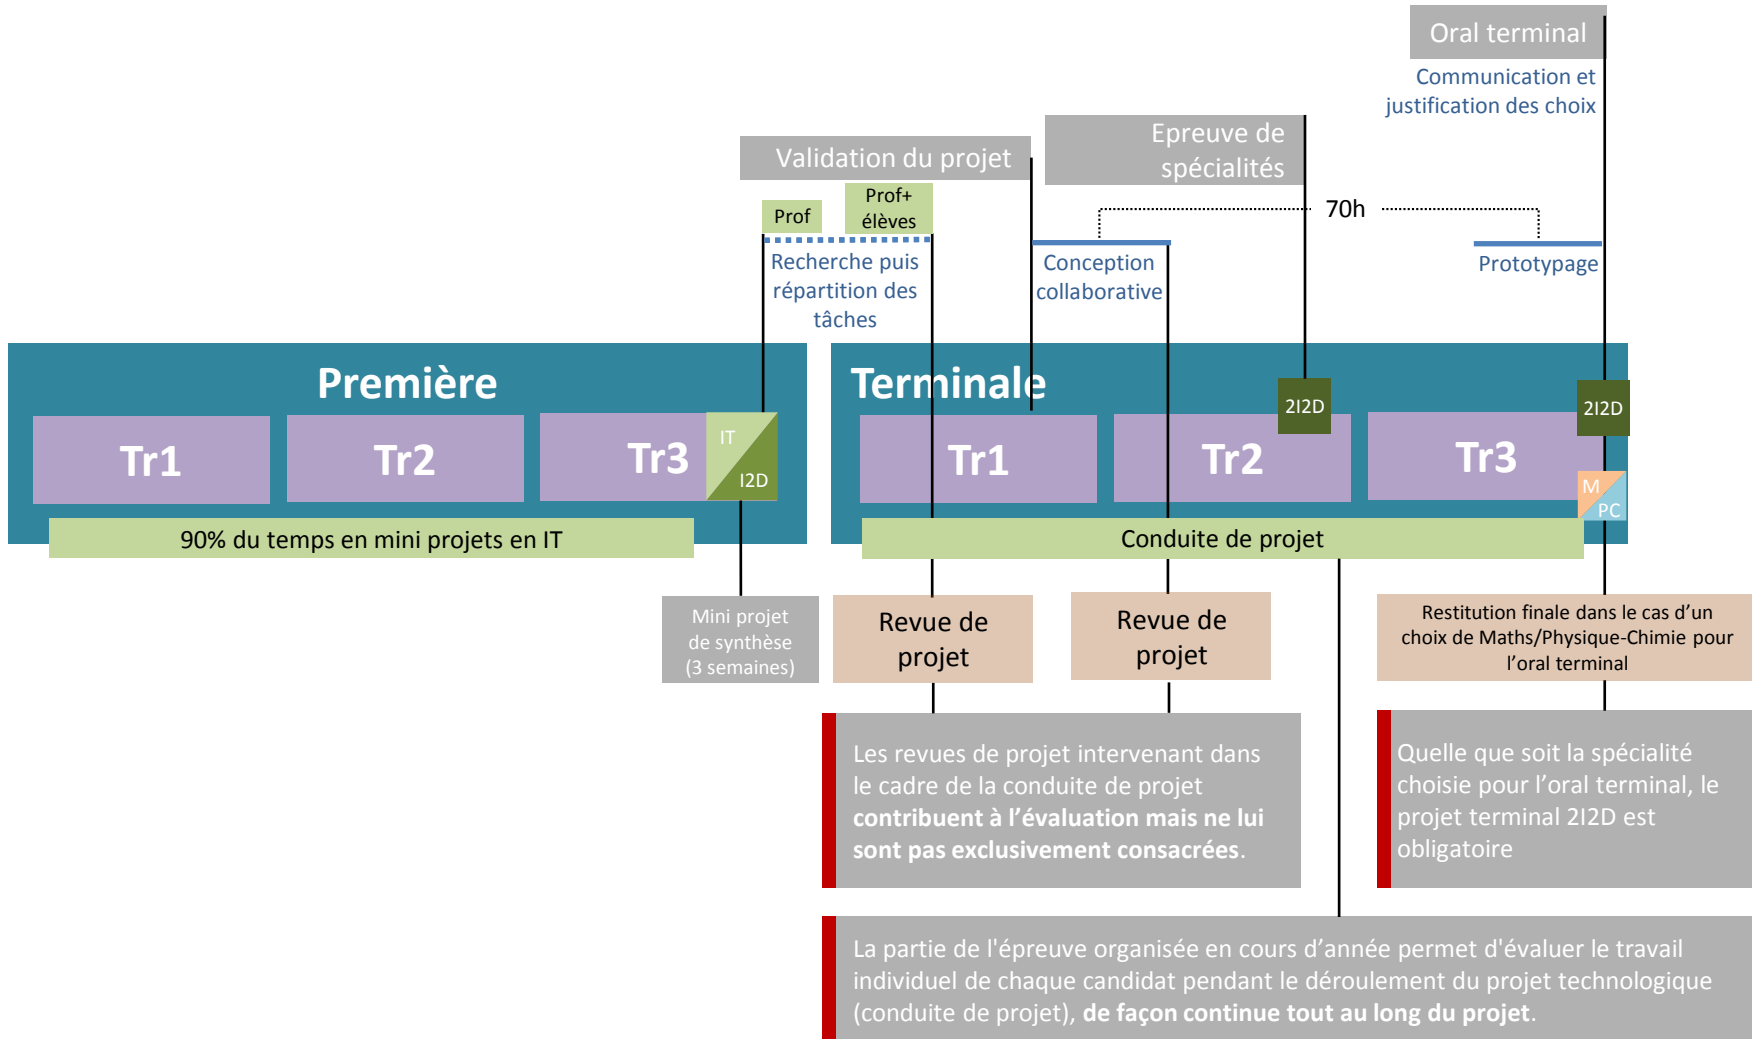 Oral terminal
Communication et
justification des choix
Epreuve de
spécialités
Validation du projet
Prof
Prof+
élèves
70h
Recherche puis
répartition des
tâches
Conception
collaborative
Prototypage
Première
Terminale
Tr1
Tr2
Tr3
IT
I2D
Tr1
Tr2
2I2D
Tr3
2I2D
M
PC
90% du temps en mini projets en IT
Conduite de projet
Mini projet
de synthèse
(3 semaines)
Revue de
projet
Revue de
projet
Restitution finale dans le cas d’un
choix de Maths/Physique-Chimie pour
l’oral terminal
Les revues de projet intervenant dans
le cadre de la conduite de projet
contribuent à l’évaluation mais ne lui
sont pas exclusivement consacrées.
Quelle que soit la spécialité
choisie pour l’oral terminal, le
projet terminal 2I2D est
obligatoire
La partie de l'épreuve organisée en cours d’année permet d'évaluer le travail
individuel de chaque candidat pendant le déroulement du projet technologique
(conduite de projet), de façon continue tout au long du projet.